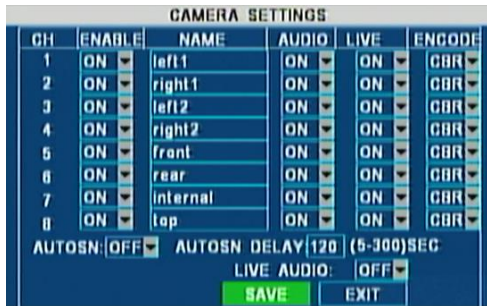 CAMERA SETTINGS
CH ENABLE NAME AUDIO LIVE ENCODE
1 ON left1 ON ON CBR
2 ON right1 ON ON CBR
3 ON left2 ON ON CBR
4 ON right2 ON ON CBR
5 ON front ON ON CBR
6 ON rear ON ON CBR
7 ON internal ON ON CBR
8 ON top ON ON CBR
AUTOSN: OFF AUTOSN DELAY 120 (5-300)SEC
LIVE AUDIO: OFF
SAVE EXIT